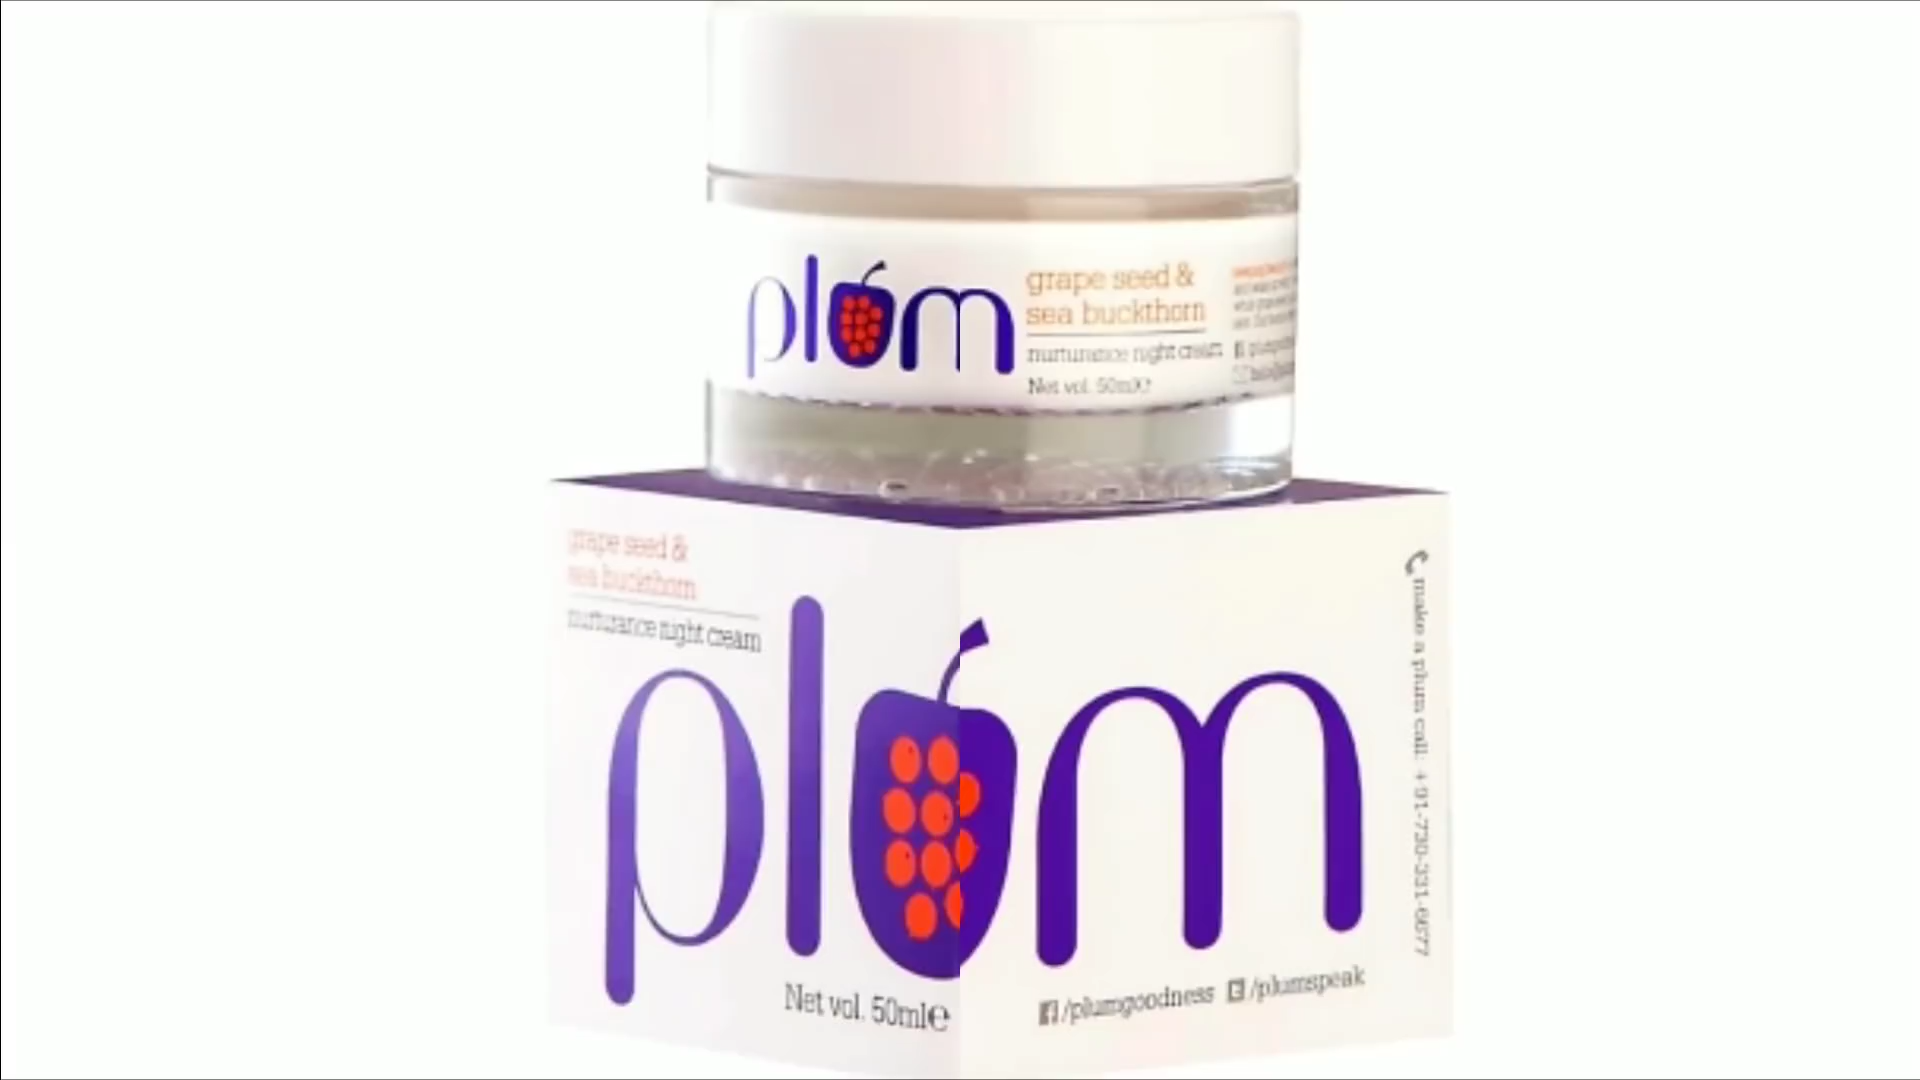 plum
grape seed &
sea buckthorn
nurturance night cream
Net vol. 50ml℮
grape seed &
sea buckthorn
nurturance night cream
plum
Net vol. 50ml℮
/plumgoodness /plumspeak
make a plum call: +91-730-331-6677